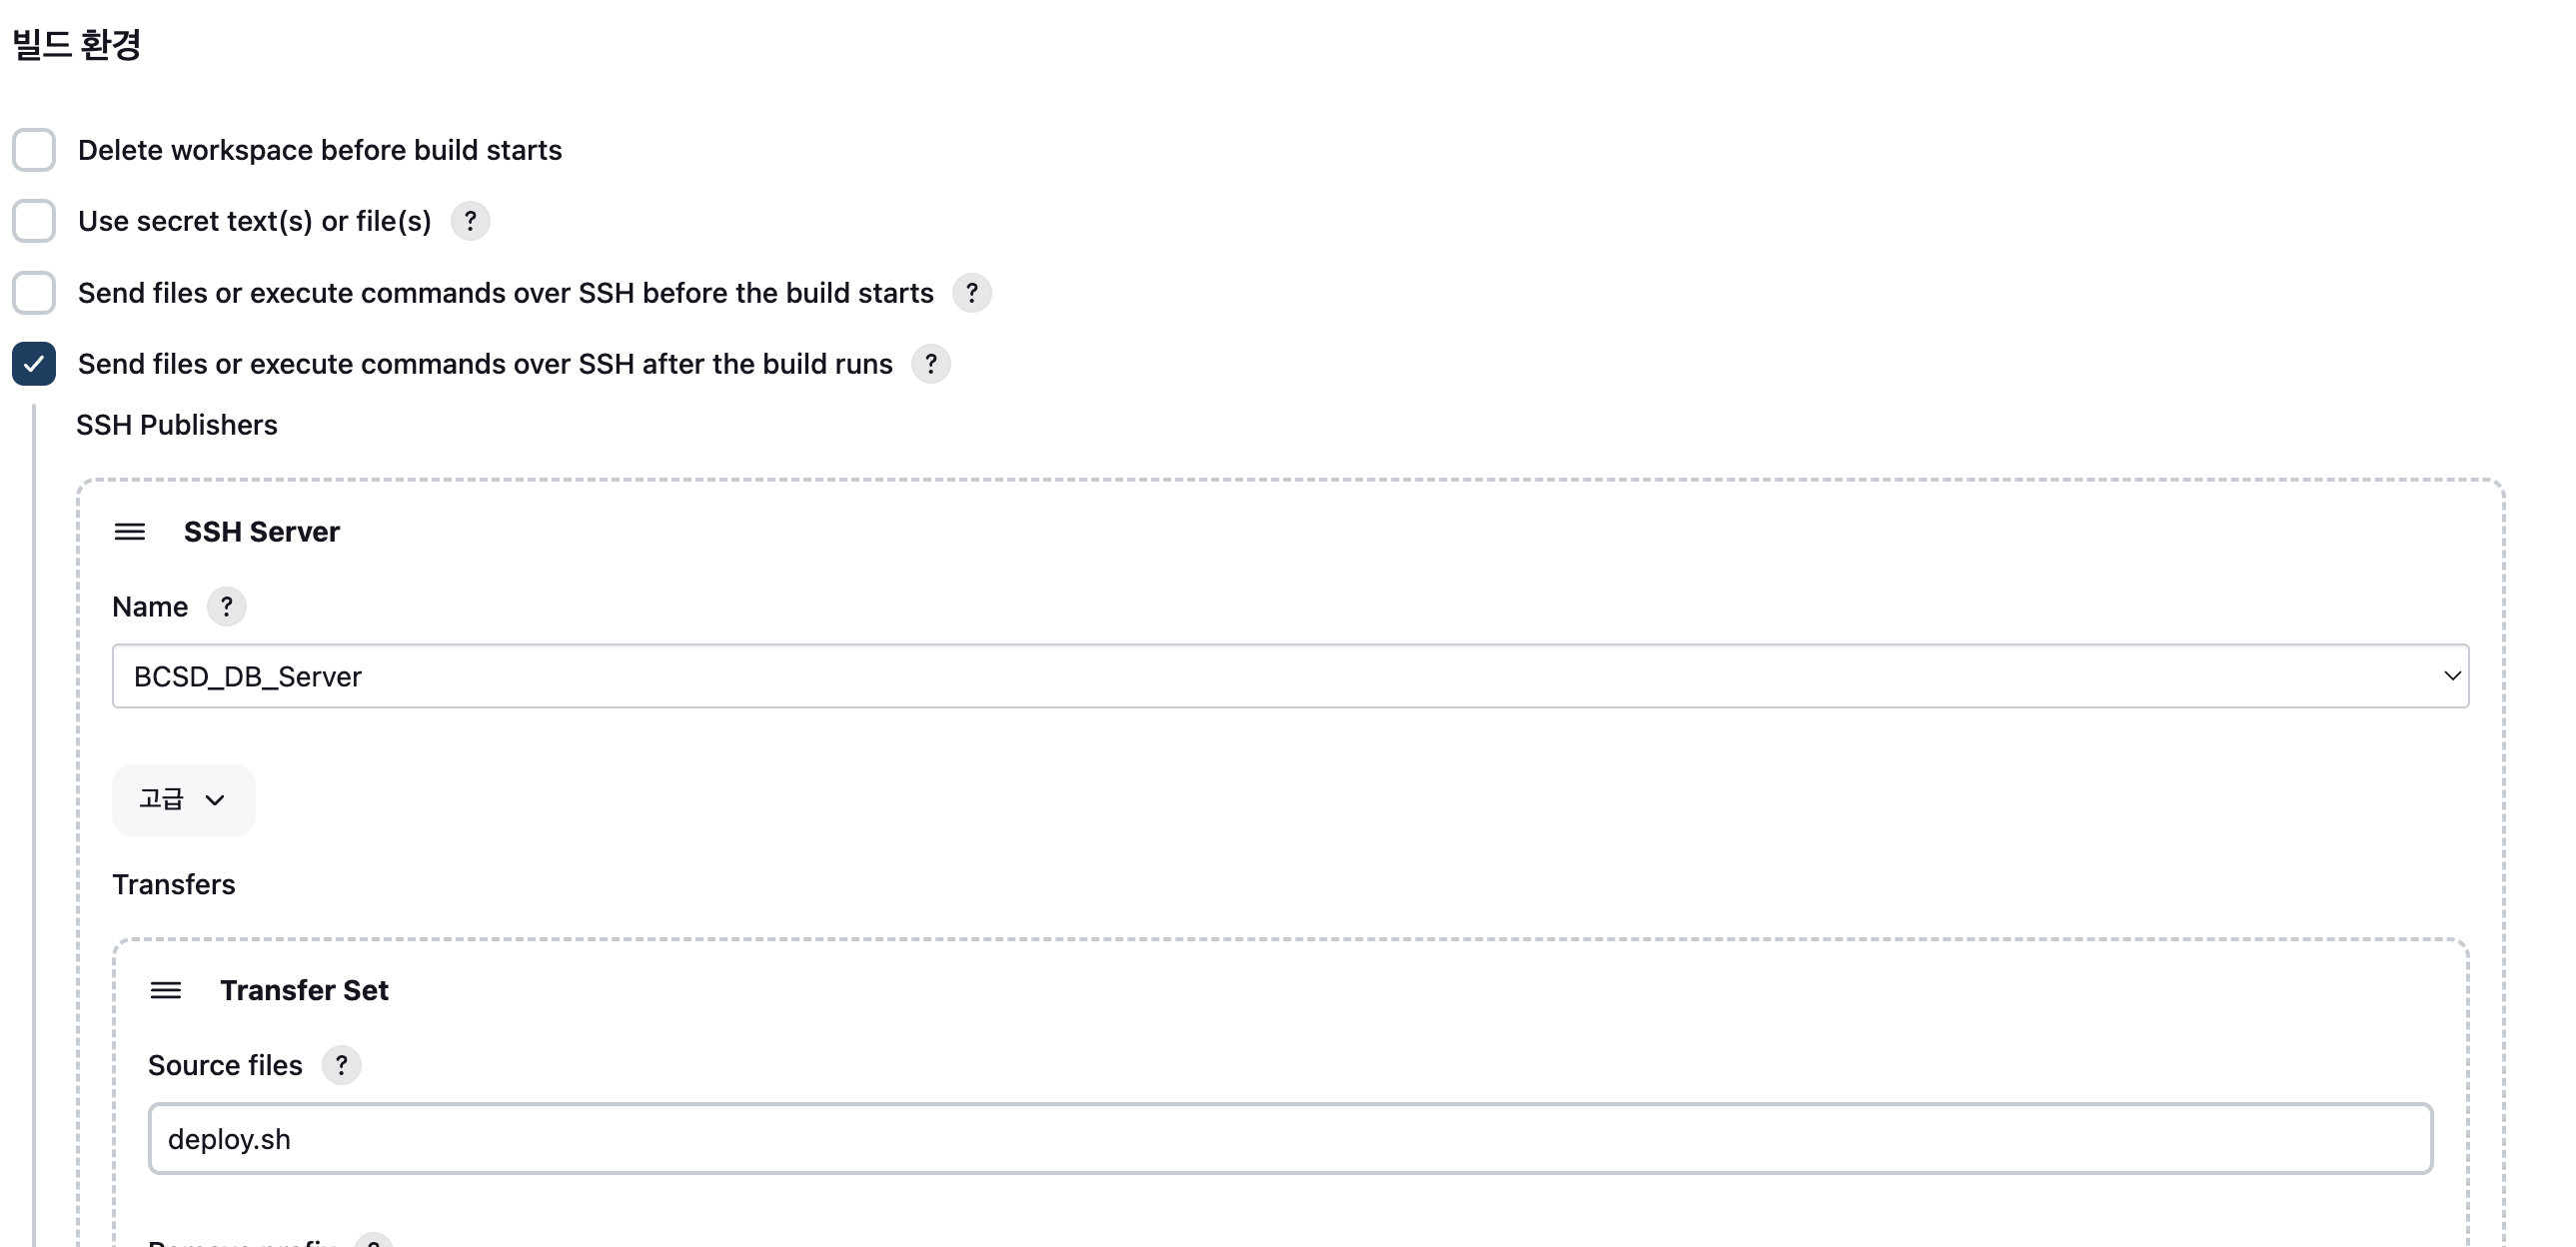 빌드 환경
Delete workspace before build starts
Use secret text(s) or file(s) ?
Send files or execute commands over SSH before the build starts ?
Send files or execute commands over SSH after the build runs ?
SSH Publishers
SSH Server
Name ?
BCSD_DB_Server
고급
Transfers
Transfer Set
Source files ?
deploy.sh
Remove prefix ?